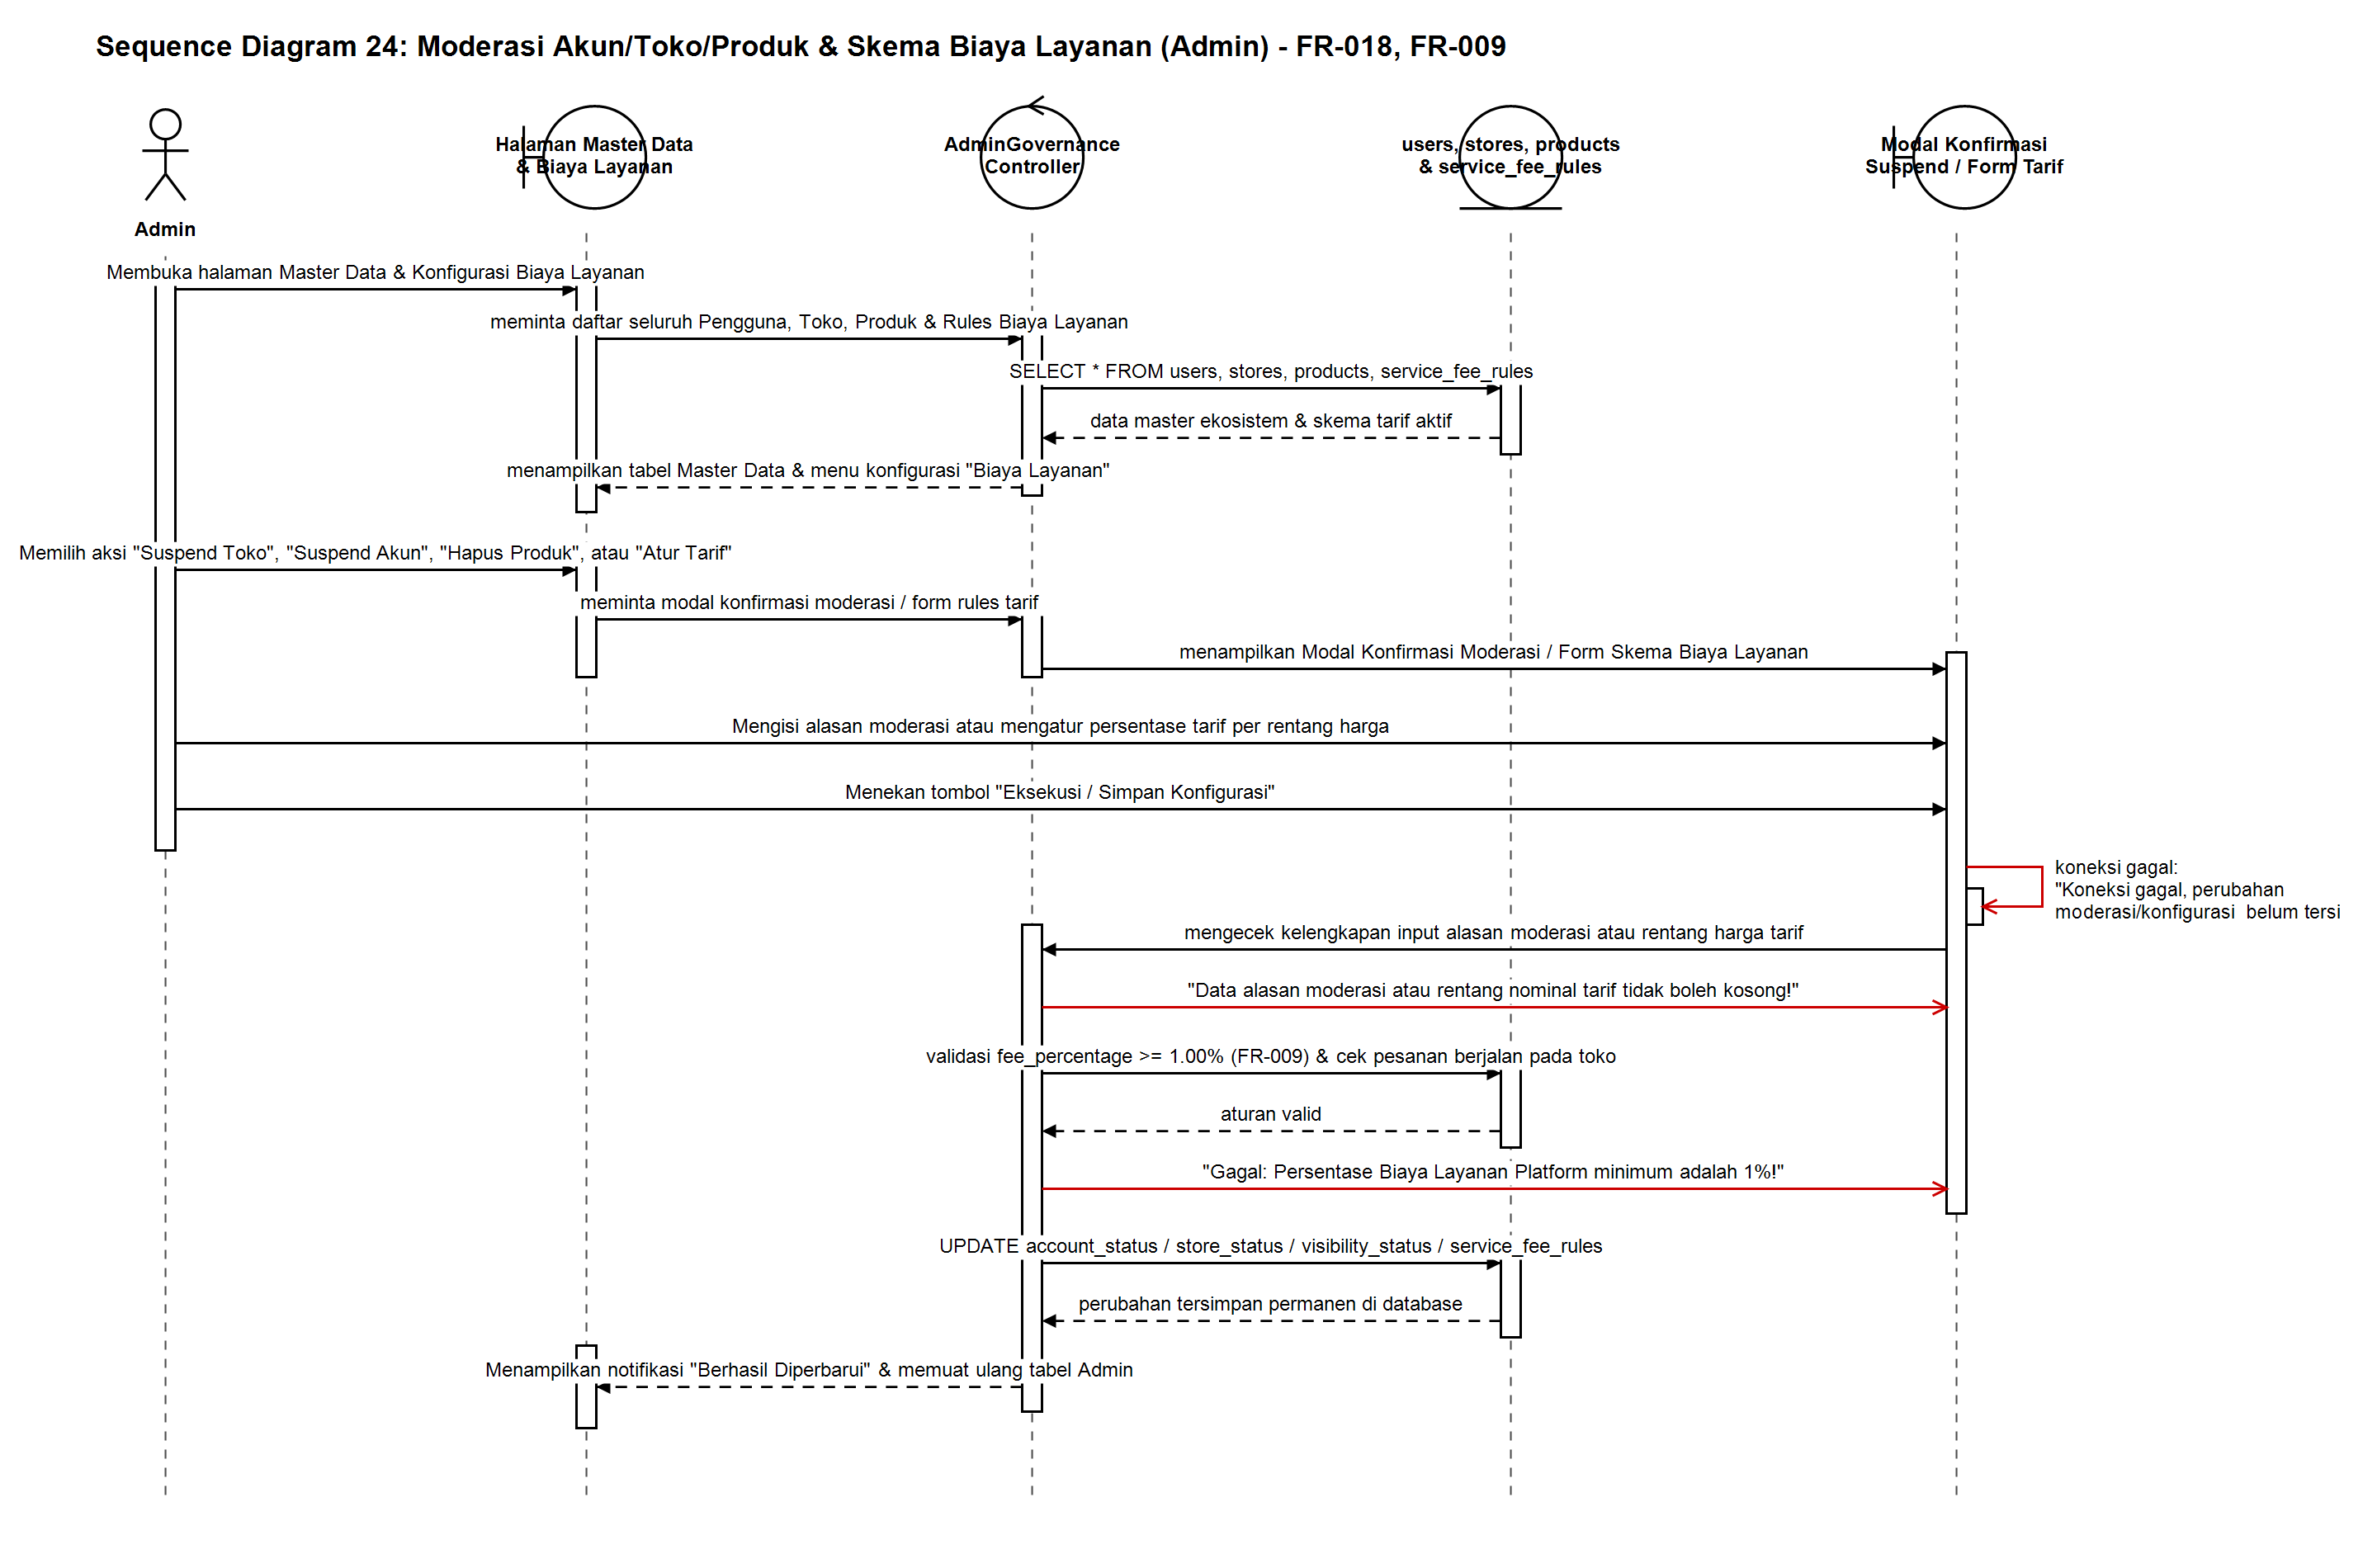 Sequence Diagram 24: Moderasi Akun/Toko/Produk & Skema Biaya Layanan (Admin) - FR-018, FR-009
Halaman Master Data
& Biaya Layanan
AdminGovernance
Controller
users, stores, products
& service_fee_rules
Modal Konfirmasi
Suspend / Form Tarif
Admin
Membuka halaman Master Data & Konfigurasi Biaya Layanan
meminta daftar seluruh Pengguna, Toko, Produk & Rules Biaya Layanan
SELECT * FROM users, stores, products, service_fee_rules
data master ekosistem & skema tarif aktif
menampilkan tabel Master Data & menu konfigurasi "Biaya Layanan"
Memilih aksi "Suspend Toko", "Suspend Akun", "Hapus Produk", atau "Atur Tarif"
meminta modal konfirmasi moderasi / form rules tarif
menampilkan Modal Konfirmasi Moderasi / Form Skema Biaya Layanan
Mengisi alasan moderasi atau mengatur persentase tarif per rentang harga
Menekan tombol "Eksekusi / Simpan Konfigurasi"
koneksi gagal:
"Koneksi gagal, perubahan
moderasi/konfigurasi  belum tersi
mengecek kelengkapan input alasan moderasi atau rentang harga tarif
"Data alasan moderasi atau rentang nominal tarif tidak boleh kosong!"
validasi fee_percentage >= 1.00% (FR-009) & cek pesanan berjalan pada toko
aturan valid
"Gagal: Persentase Biaya Layanan Platform minimum adalah 1%!"
UPDATE account_status / store_status / visibility_status / service_fee_rules
perubahan tersimpan permanen di database
Menampilkan notifikasi "Berhasil Diperbarui" & memuat ulang tabel Admin